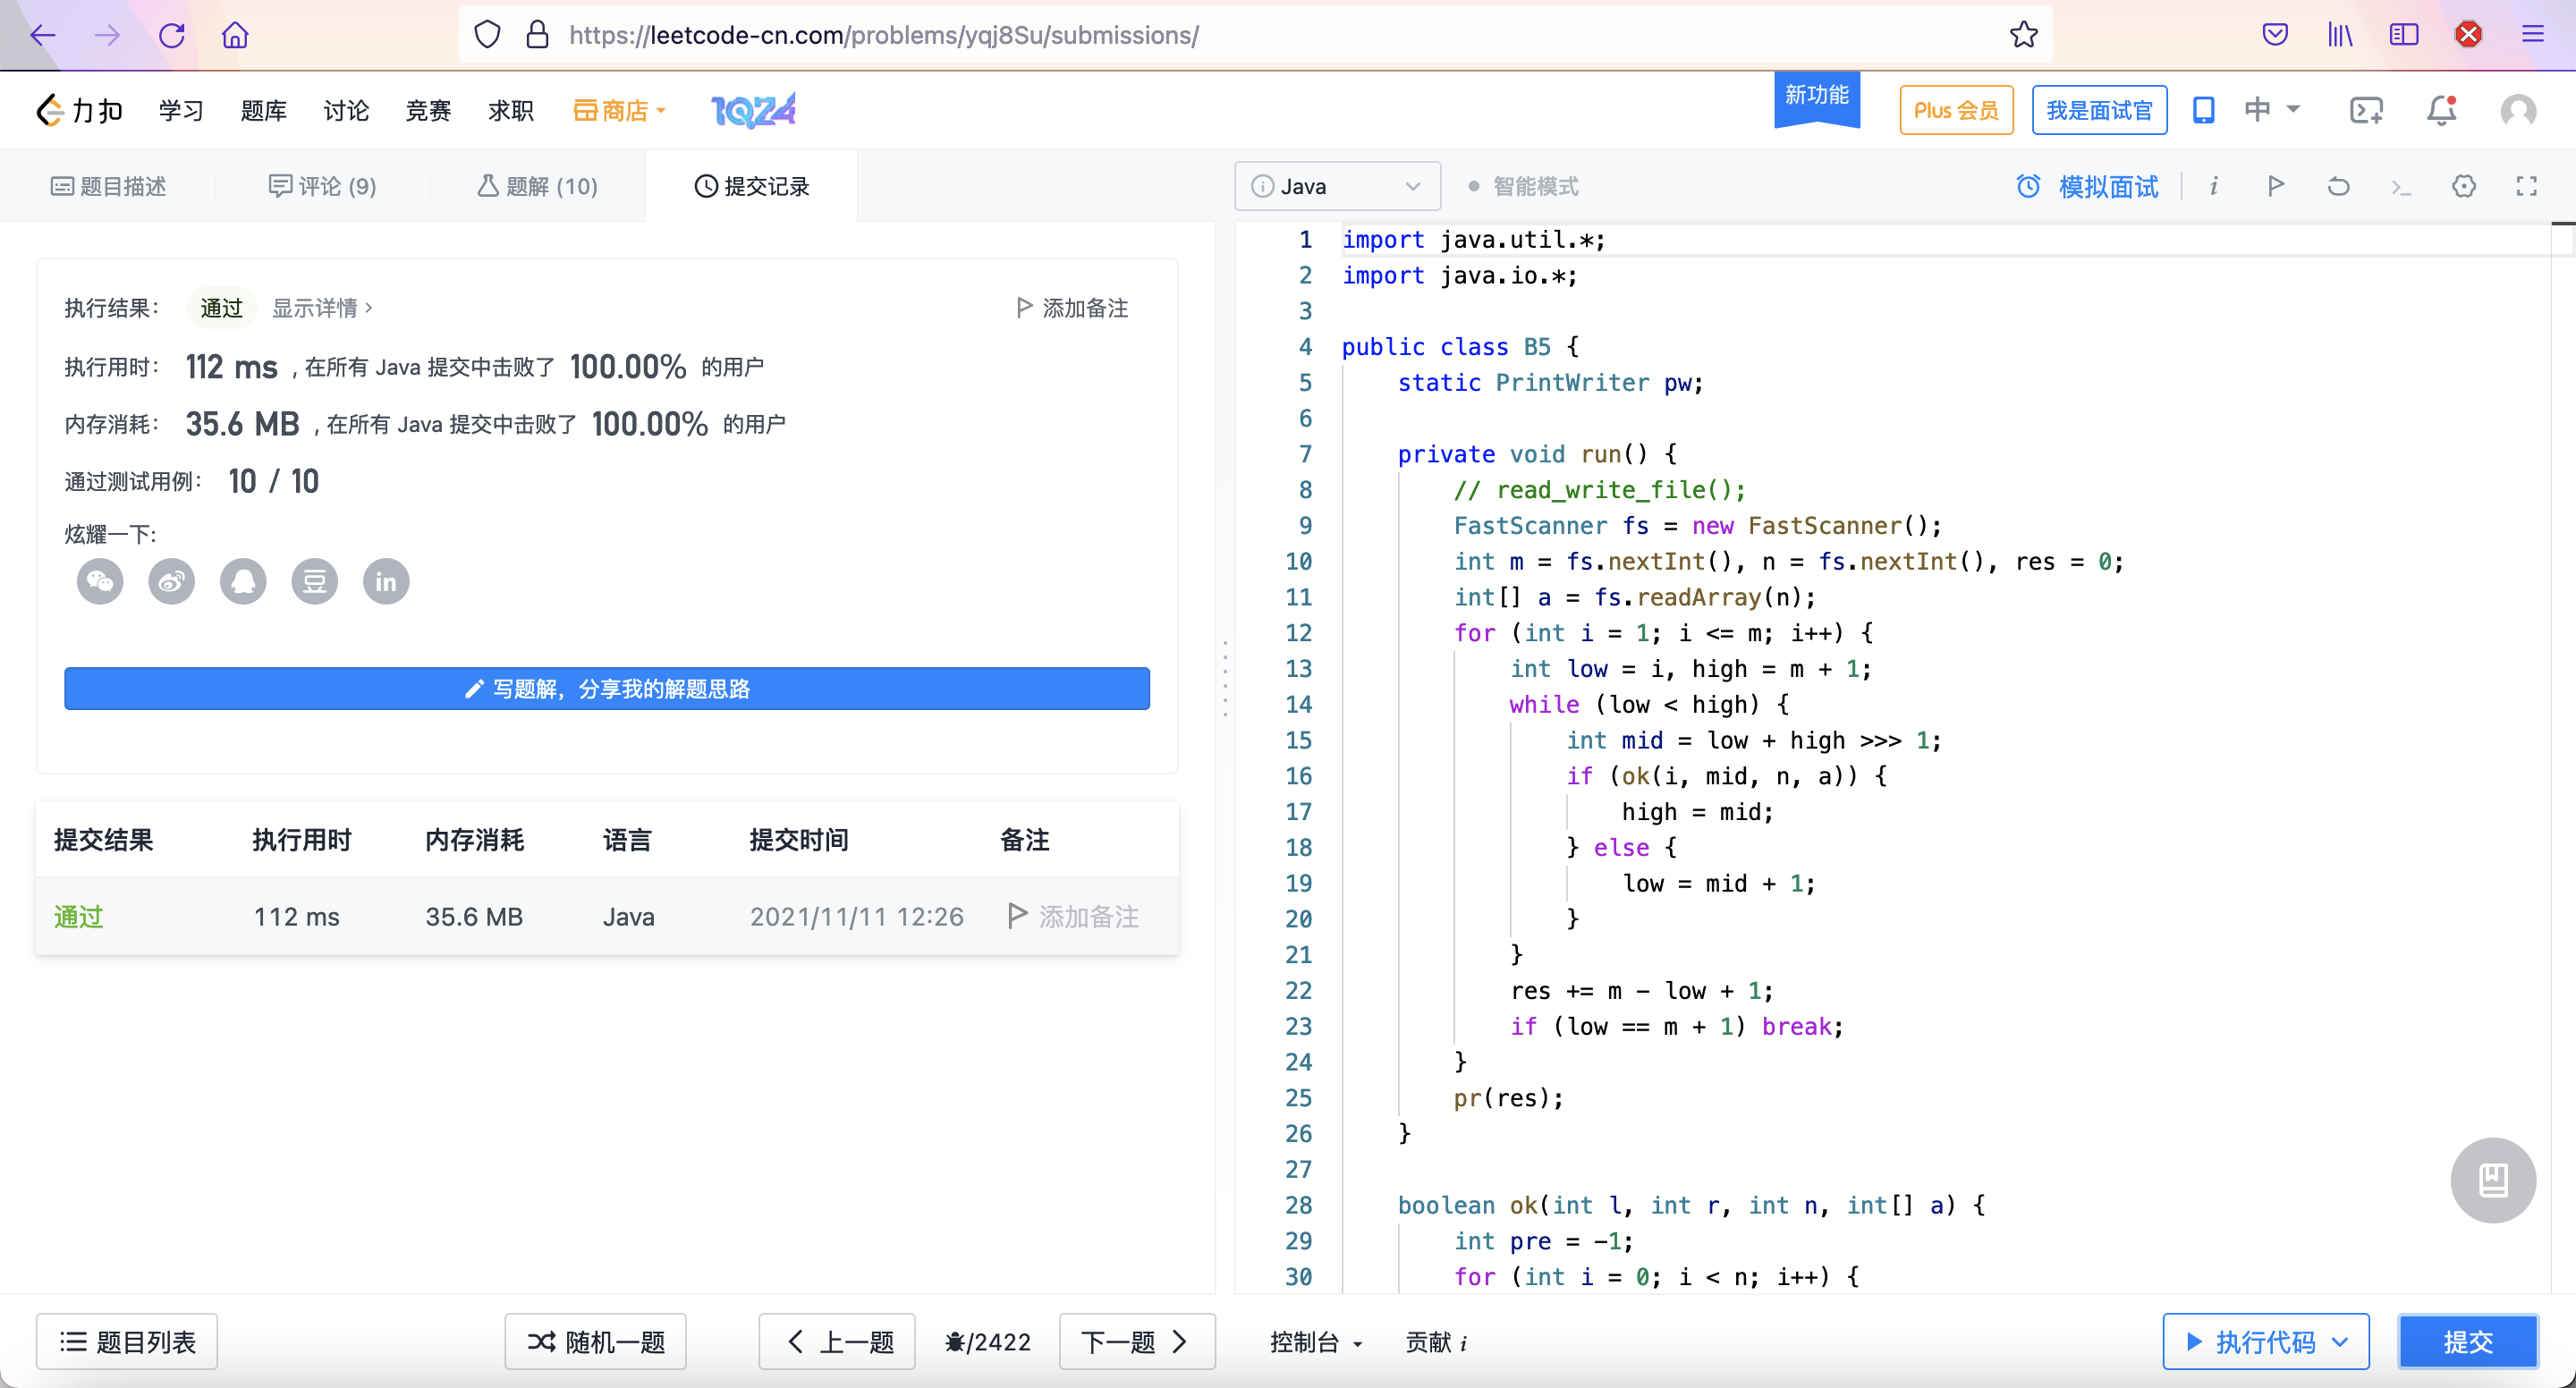 https://leetcode-cn.com/problems/yqj8Su/submissions/
力扣 学习 题库 讨论 竞赛 求职 商店 1024 新功能 Plus 会员 我是面试官 中
题目描述 评论 (9) 题解 (10) 提交记录 Java 智能模式 模拟面试
执行结果： 通过 显示详情 > 添加备注
执行用时： 112 ms , 在所有 Java 提交中击败了 100.00% 的用户
内存消耗： 35.6 MB , 在所有 Java 提交中击败了 100.00% 的用户
通过测试用例： 10 / 10
炫耀一下:
豆 in
写题解，分享我的解题思路
提交结果 执行用时 内存消耗 语言 提交时间 备注
通过 112 ms 35.6 MB Java 2021/11/11 12:26 添加备注
1 import java.util.*;
2 import java.io.*;
3
4 public class B5 {
5 static PrintWriter pw;
6
7 private void run() {
8 // read_write_file();
9 FastScanner fs = new FastScanner();
10 int m = fs.nextInt(), n = fs.nextInt(), res = 0;
11 int[] a = fs.readArray(n);
12 for (int i = 1; i <= m; i++) {
13 int low = i, high = m + 1;
14 while (low < high) {
15 int mid = low + high >>> 1;
16 if (ok(i, mid, n, a)) {
17 high = mid;
18 } else {
19 low = mid + 1;
20 }
21 }
22 res += m - low + 1;
23 if (low == m + 1) break;
24 }
25 pr(res);
26 }
27
28 boolean ok(int l, int r, int n, int[] a) {
29 int pre = -1;
30 for (int i = 0; i < n; i++) {
题目列表 随机一题 上一题 /2422 下一题 控制台 贡献 i 执行代码 提交